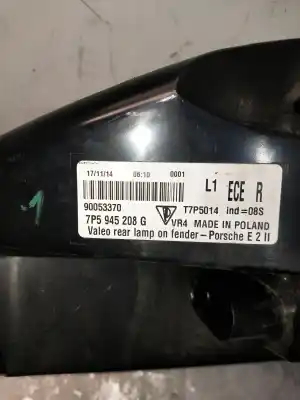 17/11/14 08:10 0001
L1 ECE R
90053370 T7P5014 ind=08S
7P5 945 208 G VR4 MADE IN POLAND
Valeo rear lamp on fender-Porsche E 2 II
1